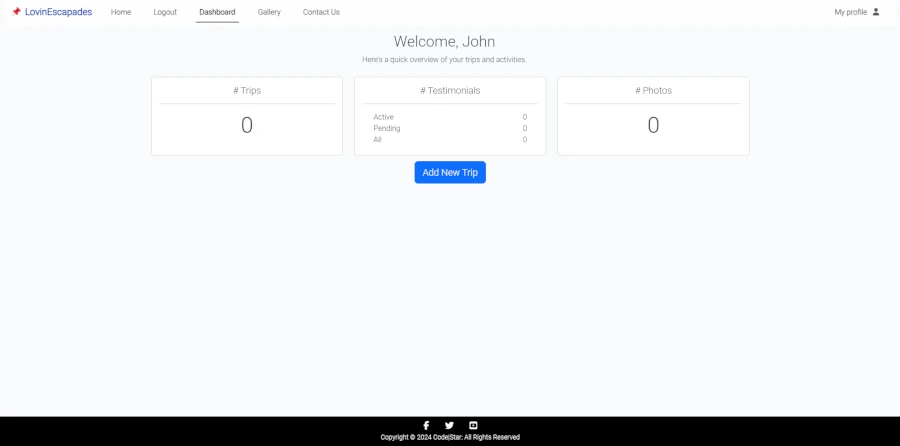 LovinEscapades Home Logout Dashboard Gallery Contact Us My profile
Welcome, John
Here's a quick overview of your trips and activities.
# Trips
0
# Testimonials
Active 0
Pending 0
All 0
# Photos
0
Add New Trip
Copyright © 2024 Code|Star: All Rights Reserved